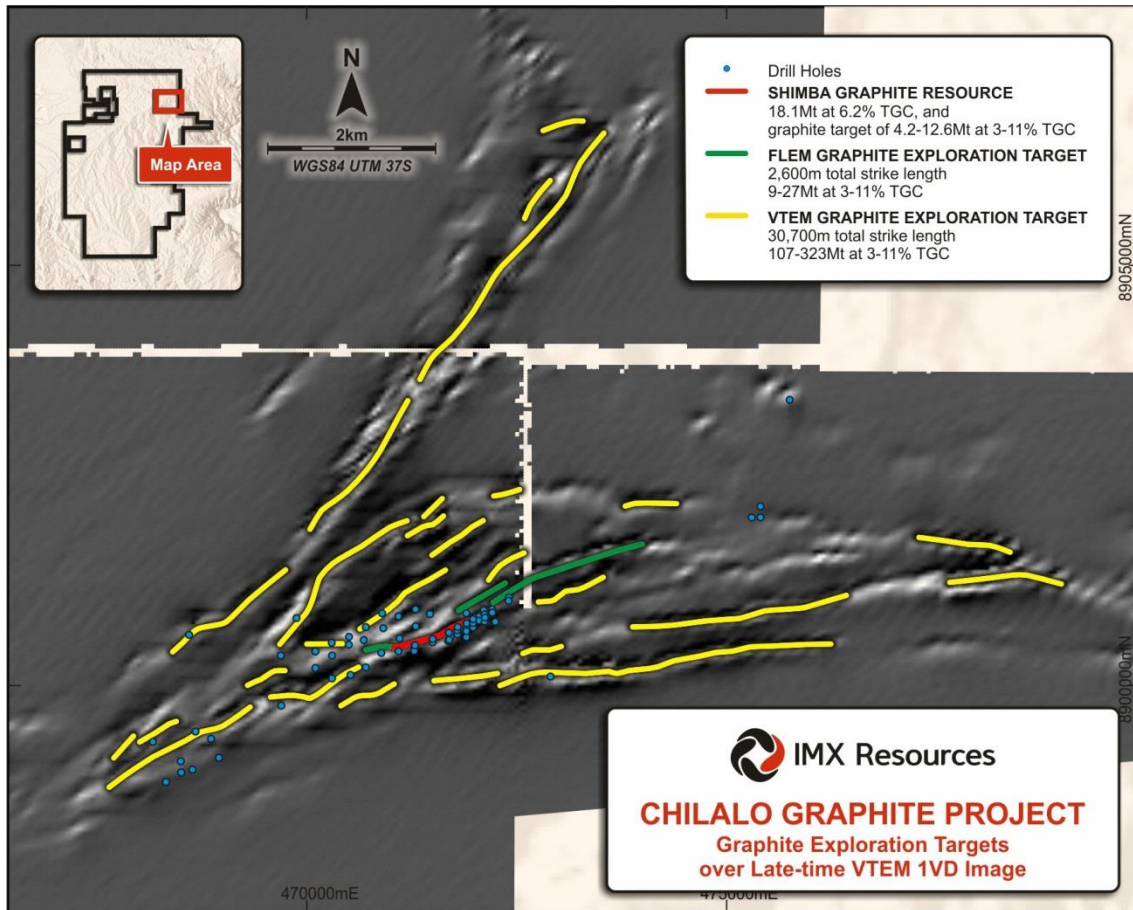 Map Area
N
2km
WGS84 UTM 37S
Drill Holes
SHIMBA GRAPHITE RESOURCE
18.1Mt at 6.2% TGC, and
graphite target of 4.2-12.6Mt at 3-11% TGC
FLEM GRAPHITE EXPLORATION TARGET
2,600m total strike length
9-27Mt at 3-11% TGC
VTEM GRAPHITE EXPLORATION TARGET
30,700m total strike length
107-323Mt at 3-11% TGC
8905000mN
8900000mN
IMX Resources
CHILALO GRAPHITE PROJECT
Graphite Exploration Targets
over Late-time VTEM 1VD Image
470000mE
475000mE